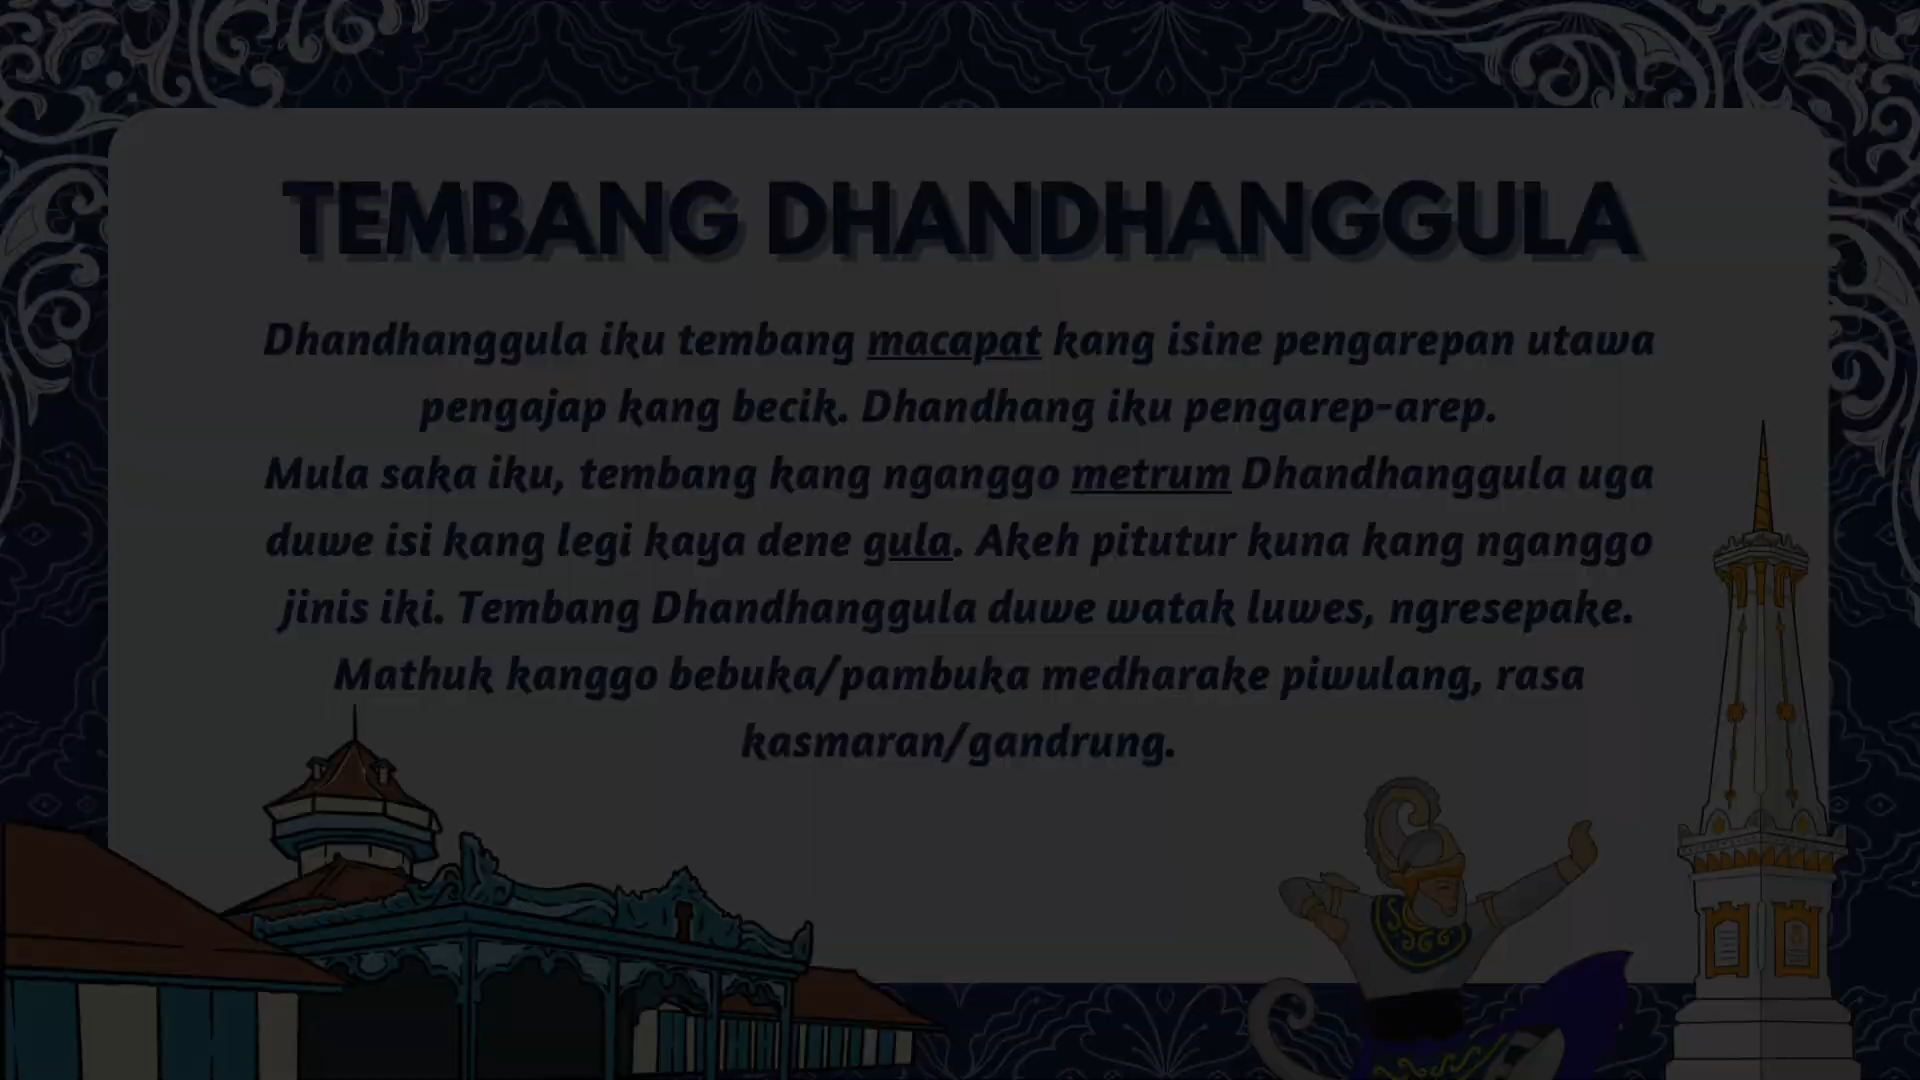 TEMBANG DHANDHANGGULA
Dhandhanggula iku tembang macapat kang isine pengarepan utawa
pengajap kang becik. Dhandhang iku pengarep-arep.
Mula saka iku, tembang kang nganggo metrum Dhandhanggula uga
duwe isi kang legi kaya dene gula. Akeh pitutur kuna kang nganggo
jinis iki. Tembang Dhandhanggula duwe watak luwes, ngresepake.
Mathuk kanggo bebuka/pambuka medharake piwulang, rasa
kasmaran/gandrung.